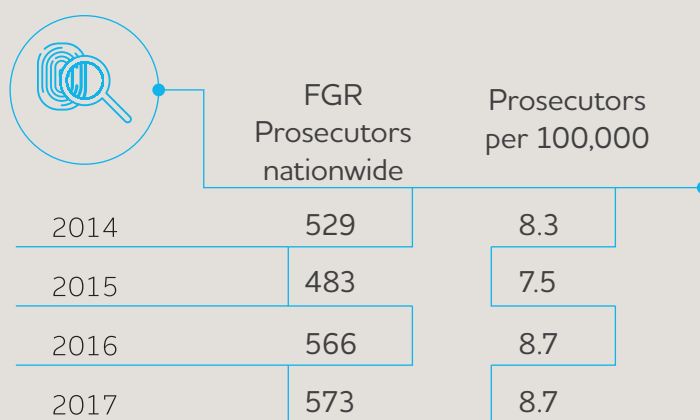 FGR
Prosecutors
nationwide
Prosecutors
per 100,000
2014 529 8.3
2015 483 7.5
2016 566 8.7
2017 573 8.7